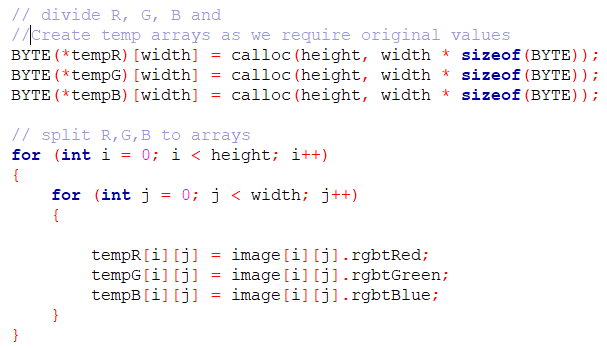 // divide R, G, B and
//Create temp arrays as we require original values
BYTE(*tempR)[width] = calloc(height, width * sizeof(BYTE));
BYTE(*tempG)[width] = calloc(height, width * sizeof(BYTE));
BYTE(*tempB)[width] = calloc(height, width * sizeof(BYTE));
// split R,G,B to arrays
for (int i = 0; i < height; i++)
{
    for (int j = 0; j < width; j++)
    {
        tempR[i][j] = image[i][j].rgbtRed;
        tempG[i][j] = image[i][j].rgbtGreen;
        tempB[i][j] = image[i][j].rgbtBlue;
    }
}